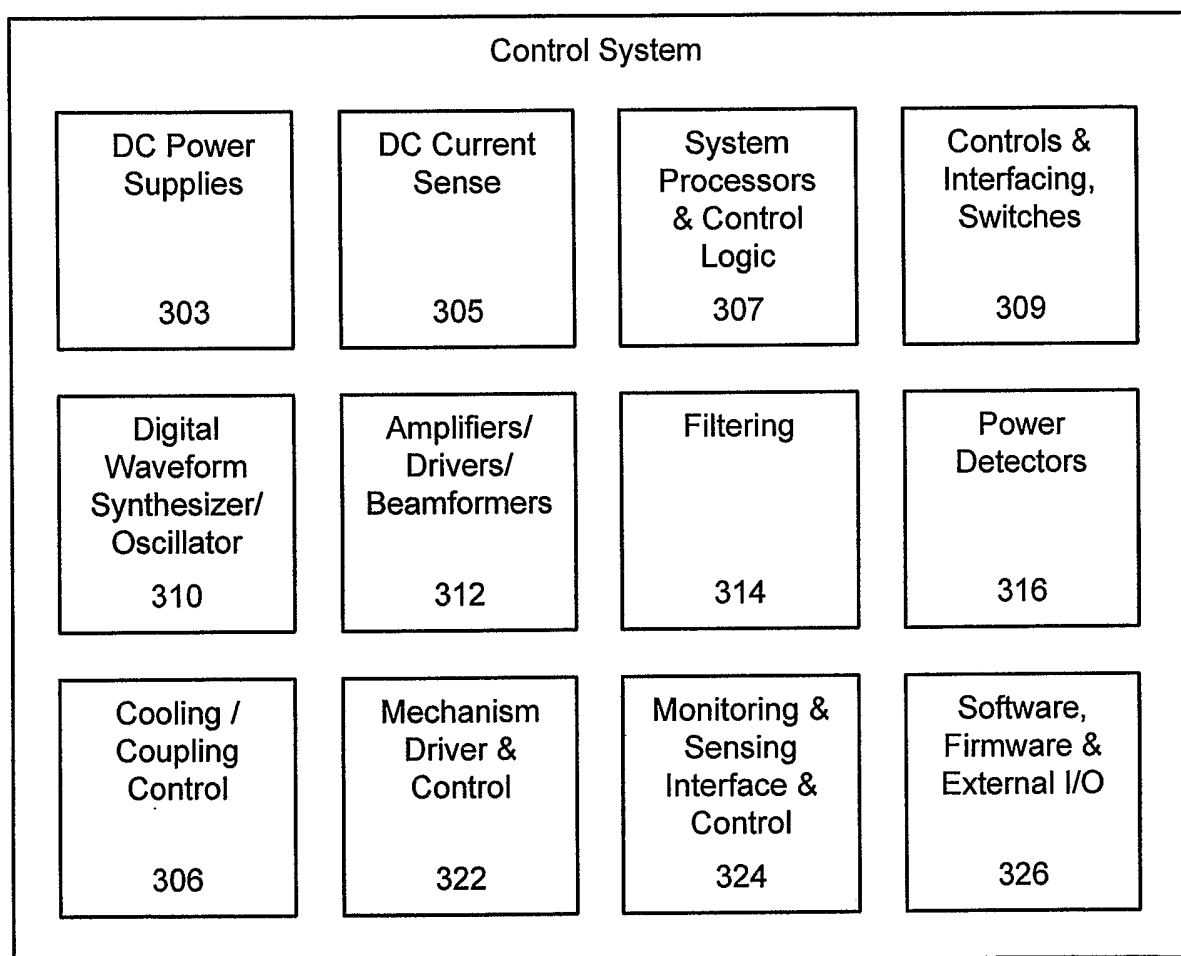 Control System
DC Power
Supplies
303
DC Current
Sense
305
System
Processors
& Control
Logic
307
Controls &
Interfacing,
Switches
309
Digital
Waveform
Synthesizer/
Oscillator
310
Amplifiers/
Drivers/
Beamformers
312
Filtering
314
Power
Detectors
316
Cooling /
Coupling
Control
306
Mechanism
Driver &
Control
322
Monitoring &
Sensing
Interface &
Control
324
Software,
Firmware &
External I/O
326